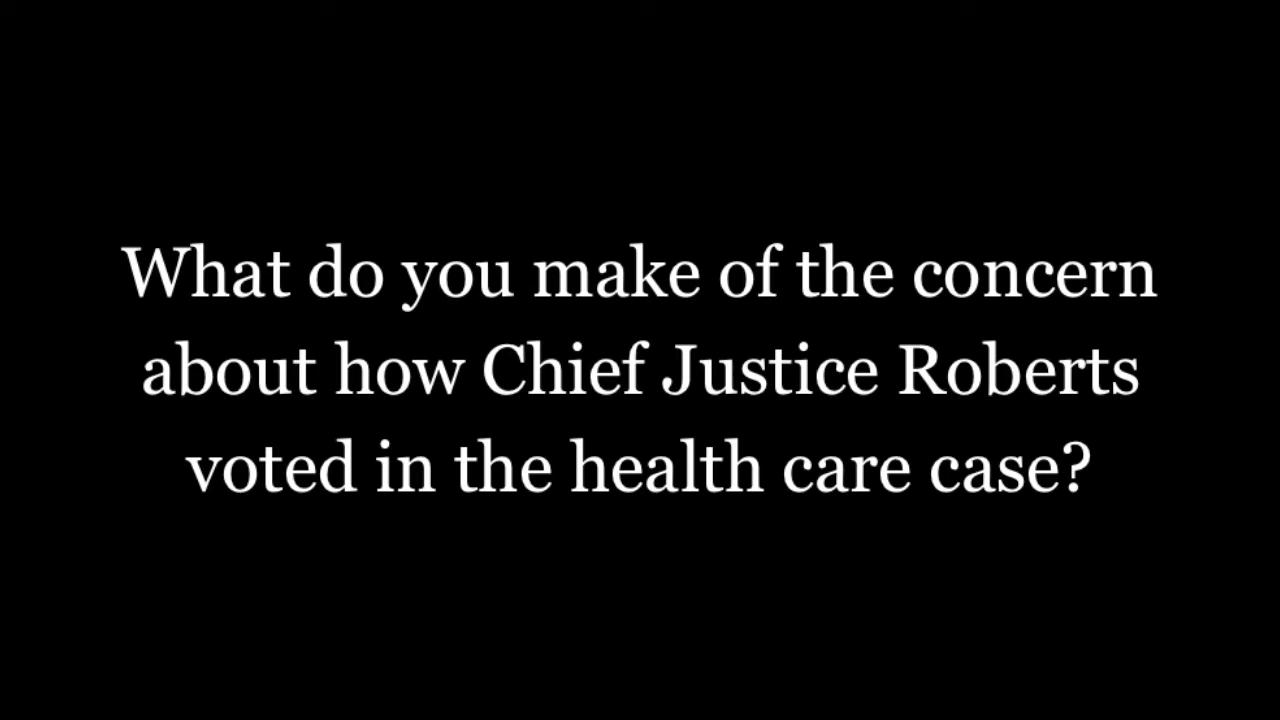 What do you make of the concern
about how Chief Justice Roberts
voted in the health care case?